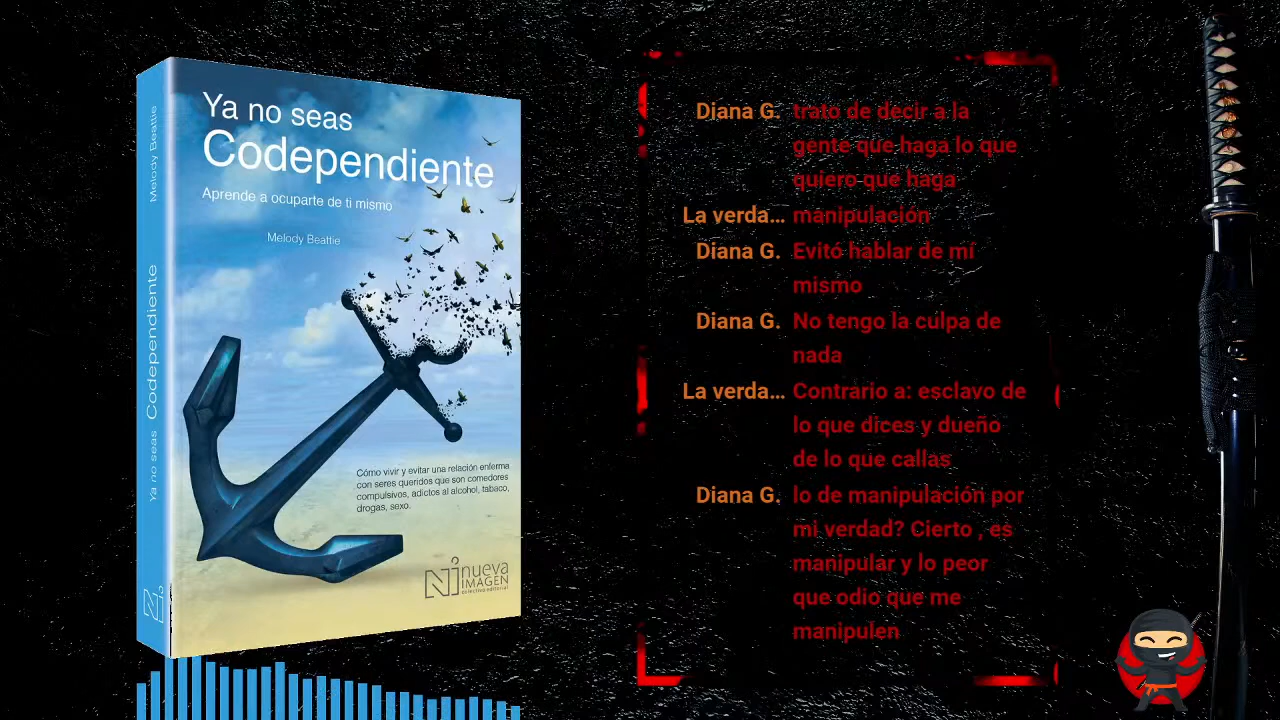 Melody Beattie
Ya no seas Codependiente
Ya no seas
Codependiente
Aprende a ocuparte de ti mismo
Melody Beattie
Cómo vivir y evitar una relación enferma
con seres queridos que son comedores
compulsivos, adictos al alcohol, tabaco,
drogas, sexo.
nueva
IMAGEN
colectivo editorial
Diana G. trato de decir a la
gente que haga lo que
quiero que haga
La verda... manipulación
Diana G. Evitó hablar de mí
mismo
Diana G. No tengo la culpa de
nada
La verda... Contrario a: esclavo de
lo que dices y dueño
de lo que callas
Diana G. lo de manipulación por
mi verdad? Cierto , es
manipular y lo peor
que odio que me
manipulen